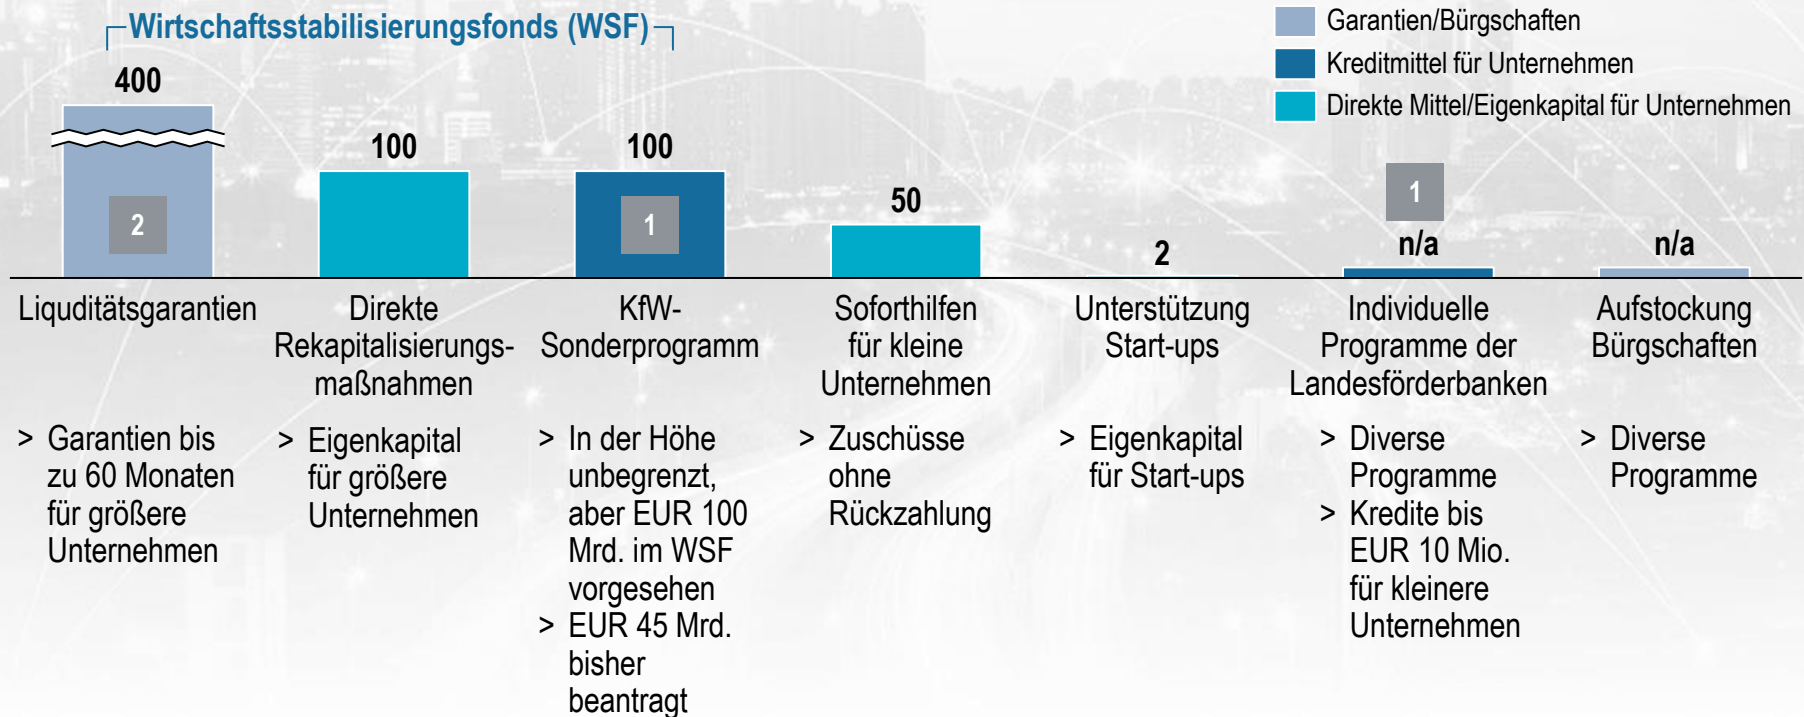 Wirtschaftsstabilisierungsfonds (WSF)
Garantien/Bürgschaften
Kreditmittel für Unternehmen
Direkte Mittel/Eigenkapital für Unternehmen
400
100
100
50
2
n/a
n/a
2
1
1
Liquditätsgarantien
> Garantien bis
zu 60 Monaten
für größere
Unternehmen
Direkte
Rekapitalisierungs-
maßnahmen
> Eigenkapital
für größere
Unternehmen
KfW-
Sonderprogramm
> In der Höhe
unbegrenzt,
aber EUR 100
Mrd. im WSF
vorgesehen
> EUR 45 Mrd.
bisher
beantragt
Soforthilfen
für kleine
Unternehmen
> Zuschüsse
ohne
Rückzahlung
Unterstützung
Start-ups
> Eigenkapital
für Start-ups
Individuelle
Programme der
Landesförderbanken
> Diverse
Programme
> Kredite bis
EUR 10 Mio.
für kleinere
Unternehmen
Aufstockung
Bürgschaften
> Diverse
Programme